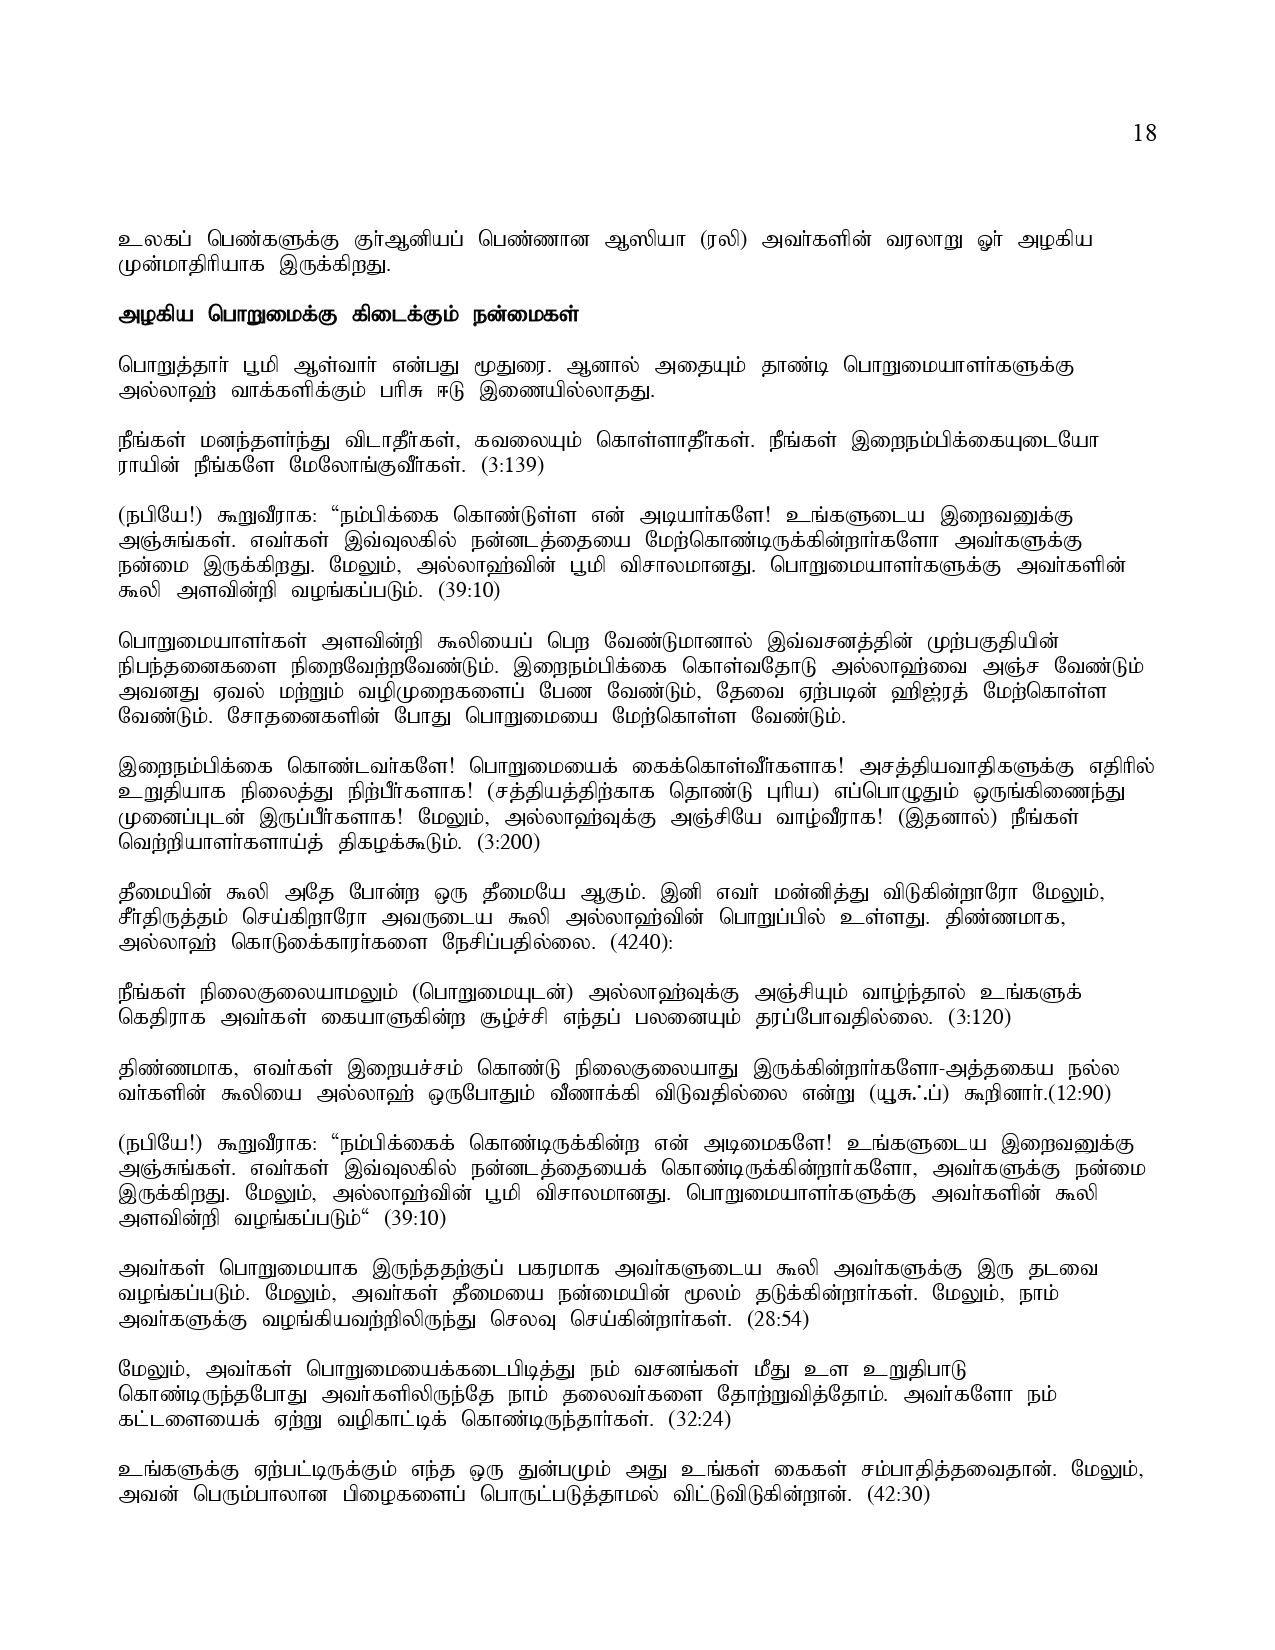 18
உலகப் பெண்களுக்கு குர்ஆனியப் பெண்ணான ஆஸியா (ரலி) அவர்களின் வரலாறு ஓர் அழகிய
முன்மாதிரியாக இருக்கிறது.
அழகிய பொறுமைக்கு கிடைக்கும் நன்மைகள்
பொறுத்தார் பூமி ஆள்வார் என்பது மூதுரை. ஆனால் அதையும் தாண்டி பொறுமையாளர்களுக்கு
அல்லாஹ் வாக்களிக்கும் பரிசு ஈடு இணையில்லாதது.
நீங்கள் மனந்தளர்ந்து விடாதீர்கள், கவலையும் கொள்ளாதீர்கள். நீங்கள் இறைநம்பிக்கையுடையோ
ராயின் நீங்களே மேலோங்குவீர்கள். (3:139)
(நபியே!) கூறுவீராக: “நம்பிக்கை கொண்டுள்ள என் அடியார்களே! உங்களுடைய இறைவனுக்கு
அஞ்சுங்கள். எவர்கள் இவ்வுலகில் நன்னடத்தையை மேற்கொண்டிருக்கின்றார்களோ அவர்களுக்கு
நன்மை இருக்கிறது. மேலும், அல்லாஹ்வின் பூமி விசாலமானது. பொறுமையாளர்களுக்கு அவர்களின்
கூலி அளவின்றி வழங்கப்படும். (39:10)
பொறுமையாளர்கள் அளவின்றி கூலியைப் பெற வேண்டுமானால் இவ்வசனத்தின் முற்பகுதியின்
நிபந்தனைகளை நிறைவேற்றவேண்டும். இறைநம்பிக்கை கொள்வதோடு அல்லாஹ்வை அஞ்ச வேண்டும்
அவனது ஏவல் மற்றும் வழிமுறைகளைப் பேண வேண்டும், தேவை ஏற்படின் ஹிஜ்ரத் மேற்கொள்ள
வேண்டும். சோதனைகளின் போது பொறுமையை மேற்கொள்ள வேண்டும்.
இறைநம்பிக்கை கொண்டவர்களே! பொறுமையைக் கைக்கொள்வீர்களாக! அசத்தியவாதிகளுக்கு எதிரில்
உறுதியாக நிலைத்து நிற்பீர்களாக! (சத்தியத்திற்காக தொண்டு புரிய) எப்பொழுதும் ஒருங்கிணைந்து
முனைப்புடன் இருப்பீர்களாக! மேலும், அல்லாஹ்வுக்கு அஞ்சியே வாழ்வீராக! (இதனால்) நீங்கள்
வெற்றியாளர்களாய்த் திகழக்கூடும். (3:200)
தீமையின் கூலி அதே போன்ற ஒரு தீமையே ஆகும். இனி எவர் மன்னித்து விடுகின்றாரோ மேலும்,
சீர்திருத்தம் செய்கிறாரோ அவருடைய கூலி அல்லாஹ்வின் பொறுப்பில் உள்ளது. திண்ணமாக,
அல்லாஹ் கொடுமைக்காரர்களை நேசிப்பதில்லை. (4240):
நீங்கள் நிலைகுலையாமலும் (பொறுமையுடன்) அல்லாஹ்வுக்கு அஞ்சியும் வாழ்ந்தால் உங்களுக்
கெதிராக அவர்கள் கையாளுகின்ற சூழ்ச்சி எந்தப் பலனையும் தரப்போவதில்லை. (3:120)
திண்ணமாக, எவர்கள் இறையச்சம் கொண்டு நிலைகுலையாது இருக்கின்றார்களோ-அத்தகைய நல்ல
வர்களின் கூலியை அல்லாஹ் ஒருபோதும் வீணாக்கி விடுவதில்லை என்று (யூசுஃப்) கூறினார்.(12:90)
(நபியே!) கூறுவீராக: “நம்பிக்கைக் கொண்டிருக்கின்ற என் அடிமைகளே! உங்களுடைய இறைவனுக்கு
அஞ்சுங்கள். எவர்கள் இவ்வுலகில் நன்னடத்தையைக் கொண்டிருக்கின்றார்களோ, அவர்களுக்கு நன்மை
இருக்கிறது. மேலும், அல்லாஹ்வின் பூமி விசாலமானது. பொறுமையாளர்களுக்கு அவர்களின் கூலி
அளவின்றி வழங்கப்படும்“ (39:10)
அவர்கள் பொறுமையாக இருந்ததற்குப் பகரமாக அவர்களுடைய கூலி அவர்களுக்கு இரு தடவை
வழங்கப்படும். மேலும், அவர்கள் தீமையை நன்மையின் மூலம் தடுக்கின்றார்கள். மேலும், நாம்
அவர்களுக்கு வழங்கியவற்றிலிருந்து செலவு செய்கின்றார்கள். (28:54)
மேலும், அவர்கள் பொறுமையைக்கடைபிடித்து நம் வசனங்கள் மீது உள உறுதிபாடு
கொண்டிருந்தபோது அவர்களிலிருந்தே நாம் தலைவர்களை தோற்றுவித்தோம். அவர்களோ நம்
கட்டளையைக் ஏற்று வழிகாட்டிக் கொண்டிருந்தார்கள். (32:24)
உங்களுக்கு ஏற்பட்டிருக்கும் எந்த ஒரு துன்பமும் அது உங்கள் கைகள் சம்பாதித்தவைதான். மேலும்,
அவன் பெரும்பாலான பிழைகளைப் பொருட்படுத்தாமல் விட்டுவிடுகின்றான். (42:30)